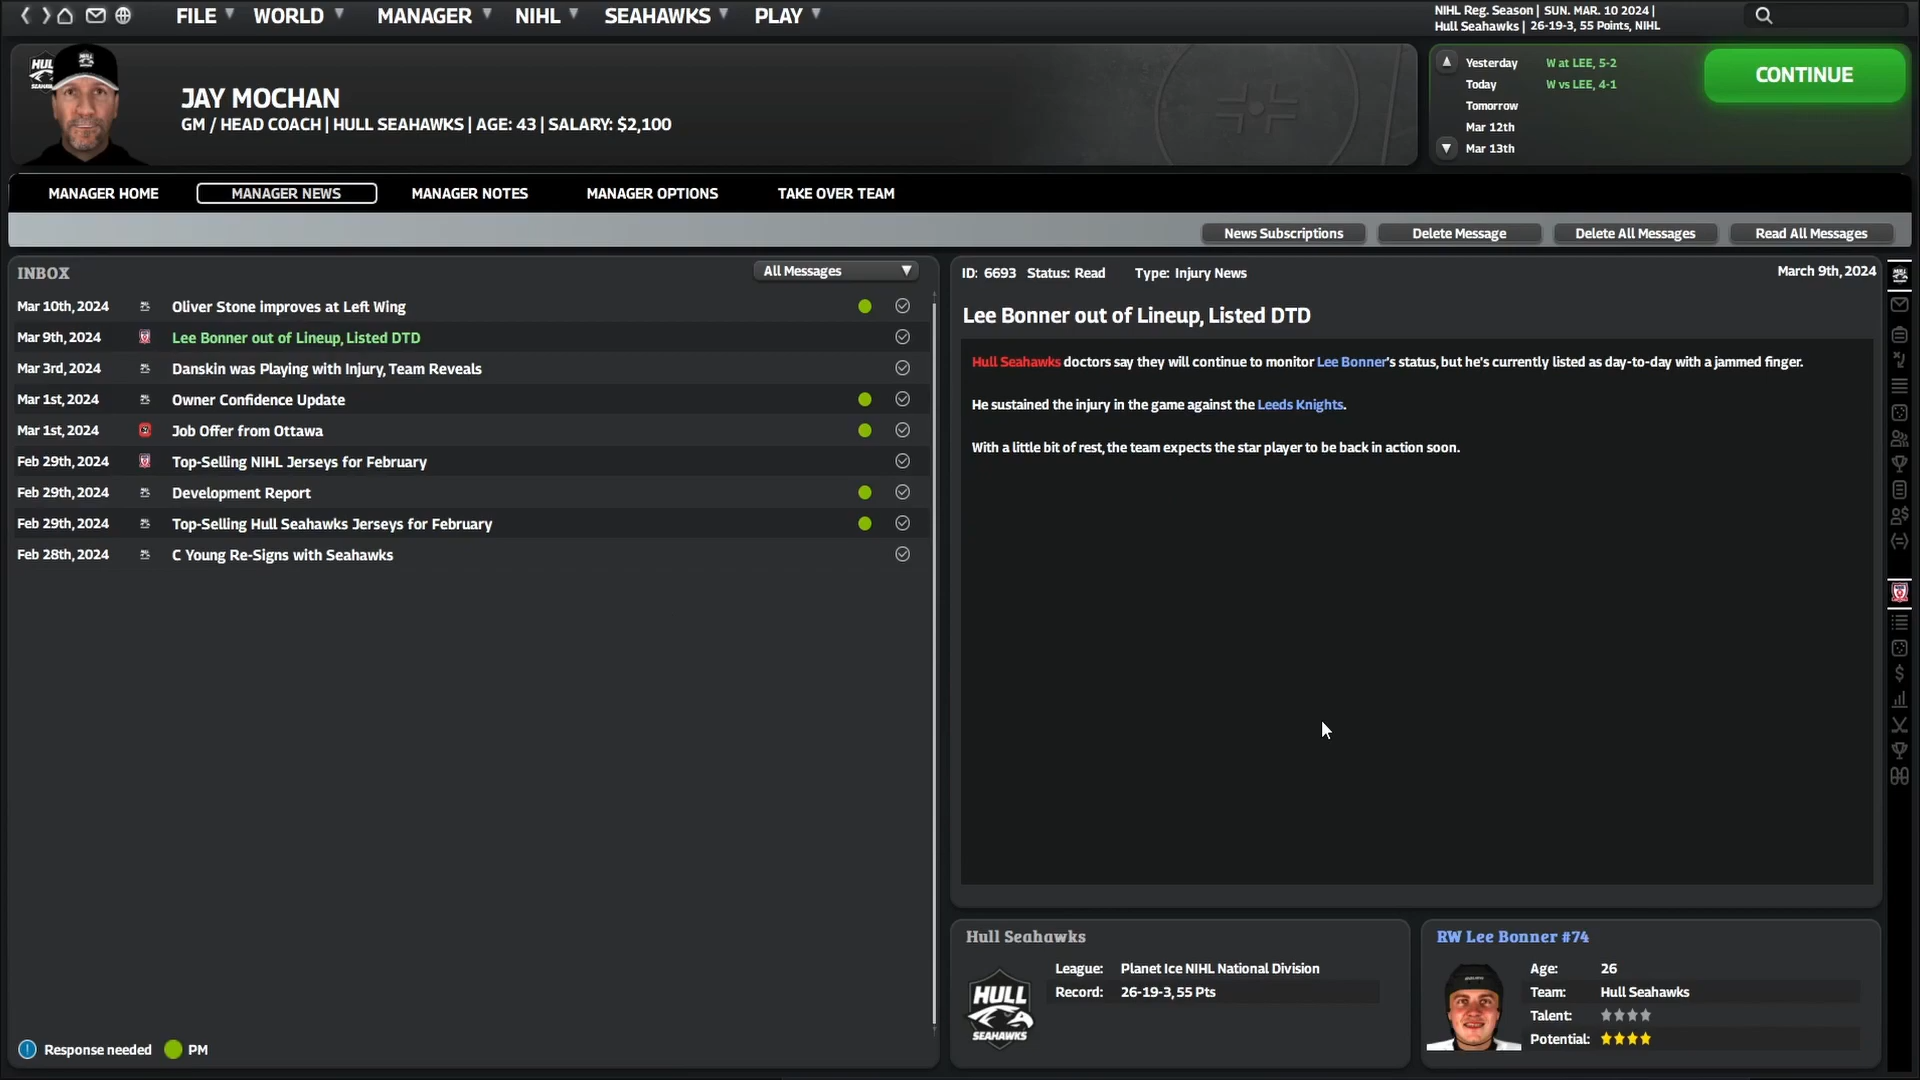 FILE WORLD MANAGER NIHL SEAHAWKS PLAY
NIHL Reg. Season | SUN. MAR. 10 2024 |
Hull Seahawks | 26-19-3, 55 Points, NIHL
JAY MOCHAN
GM / HEAD COACH | HULL SEAHAWKS | AGE: 43 | SALARY: $2,100
Yesterday W at LEE, 5-2
Today W vs LEE, 4-1
Tomorrow
Mar 12th
Mar 13th
CONTINUE
MANAGER HOME MANAGER NEWS MANAGER NOTES MANAGER OPTIONS TAKE OVER TEAM
News Subscriptions Delete Message Delete All Messages Read All Messages
INBOX All Messages
Mar 10th, 2024 Oliver Stone improves at Left Wing
Mar 9th, 2024 Lee Bonner out of Lineup, Listed DTD
Mar 3rd, 2024 Danskin was Playing with Injury, Team Reveals
Mar 1st, 2024 Owner Confidence Update
Mar 1st, 2024 Job Offer from Ottawa
Feb 29th, 2024 Top-Selling NIHL Jerseys for February
Feb 29th, 2024 Development Report
Feb 29th, 2024 Top-Selling Hull Seahawks Jerseys for February
Feb 28th, 2024 C Young Re-Signs with Seahawks
Response needed PM
ID: 6693 Status: Read Type: Injury News March 9th, 2024
Lee Bonner out of Lineup, Listed DTD
Hull Seahawks doctors say they will continue to monitor Lee Bonner's status, but he's currently listed as day-to-day with a jammed finger.
He sustained the injury in the game against the Leeds Knights.
With a little bit of rest, the team expects the star player to be back in action soon.
Hull Seahawks
League: Planet Ice NIHL National Division
Record: 26-19-3, 55 Pts
HULL
SEAHAWKS
RW Lee Bonner #74
Age: 26
Team: Hull Seahawks
Talent:
Potential: